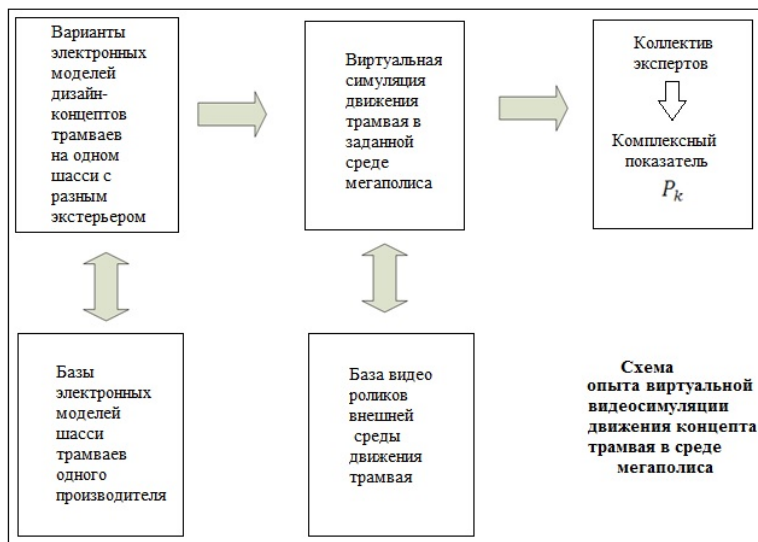 Варианты
электронных
моделей
дизайн-
концептов
трамваев
на одном
шасси с
разным
экстерьером
Виртуальная
симуляция
движения
трамвая в
заданной
среде
мегаполиса
Коллектив
экспертов
Комплексный
показатель
Pk
Базы
электронных
моделей
шасси
трамваев
одного
производителя
База видео
роликов
внешней
среды
движения
трамвая
Схема
опыта виртуальной
видеосимуляции
движения концепта
трамвая в среде
мегаполиса